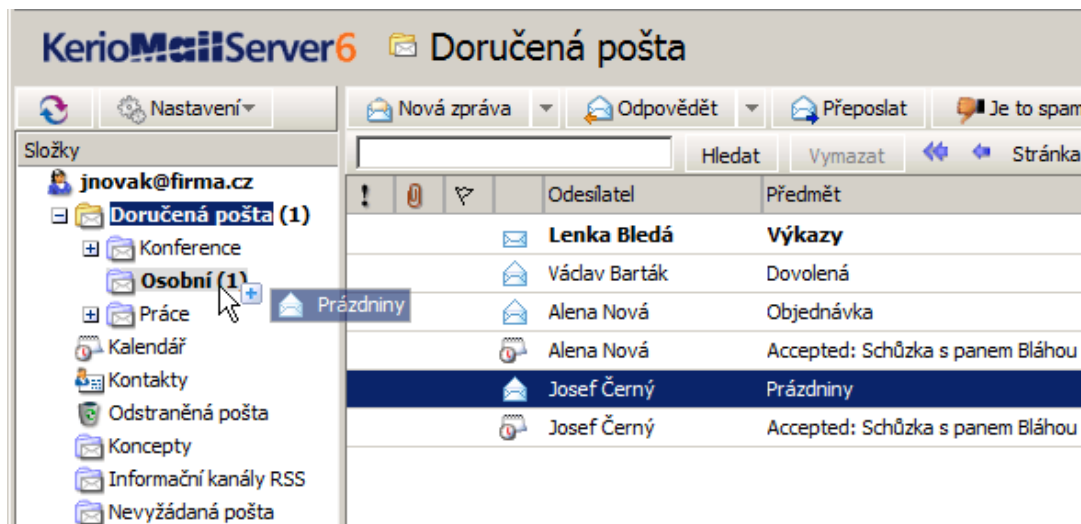 KerioMailServer6 Doručená pošta
Nastavení Nová zpráva Odpovědět Přeposlat Je to spam
Složky Hledat Vymazat Stránka
jnovak@firma.cz
Doručená pošta (1)
Konference
Osobní (1)
Práce
Kalendář
Kontakty
Odstraněná pošta
Koncepty
Informační kanály RSS
Nevyžádaná pošta
Prázdniny
! Odesílatel Předmět
Lenka Bledá Výkazy
Václav Barták Dovolená
Alena Nová Objednávka
Alena Nová Accepted: Schůzka s panem Bláhou
Josef Černý Prázdniny
Josef Černý Accepted: Schůzka s panem Bláhou